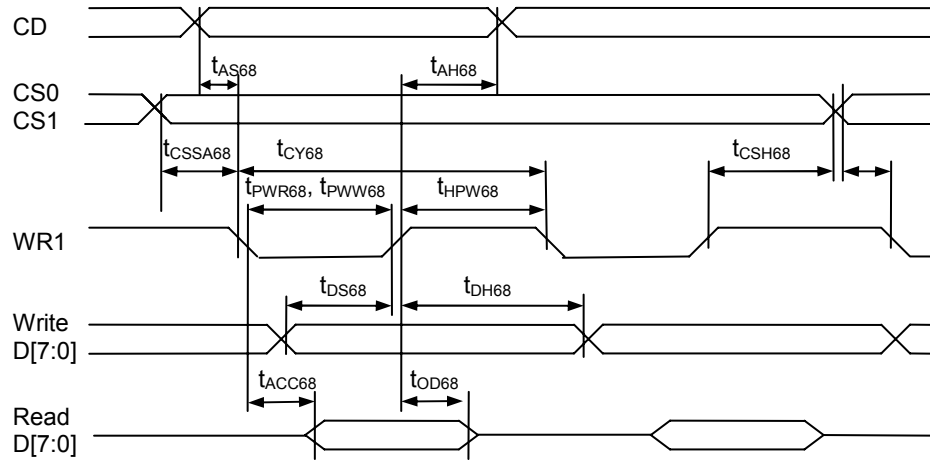 CD
tAS68 tAH68
CS0
CS1
tCSSA68 tCY68 tCSH68
tPWR68, tPWW68 tHPW68
WR1
tDS68 tDH68
Write
D[7:0]
tACC68 tOD68
Read
D[7:0]